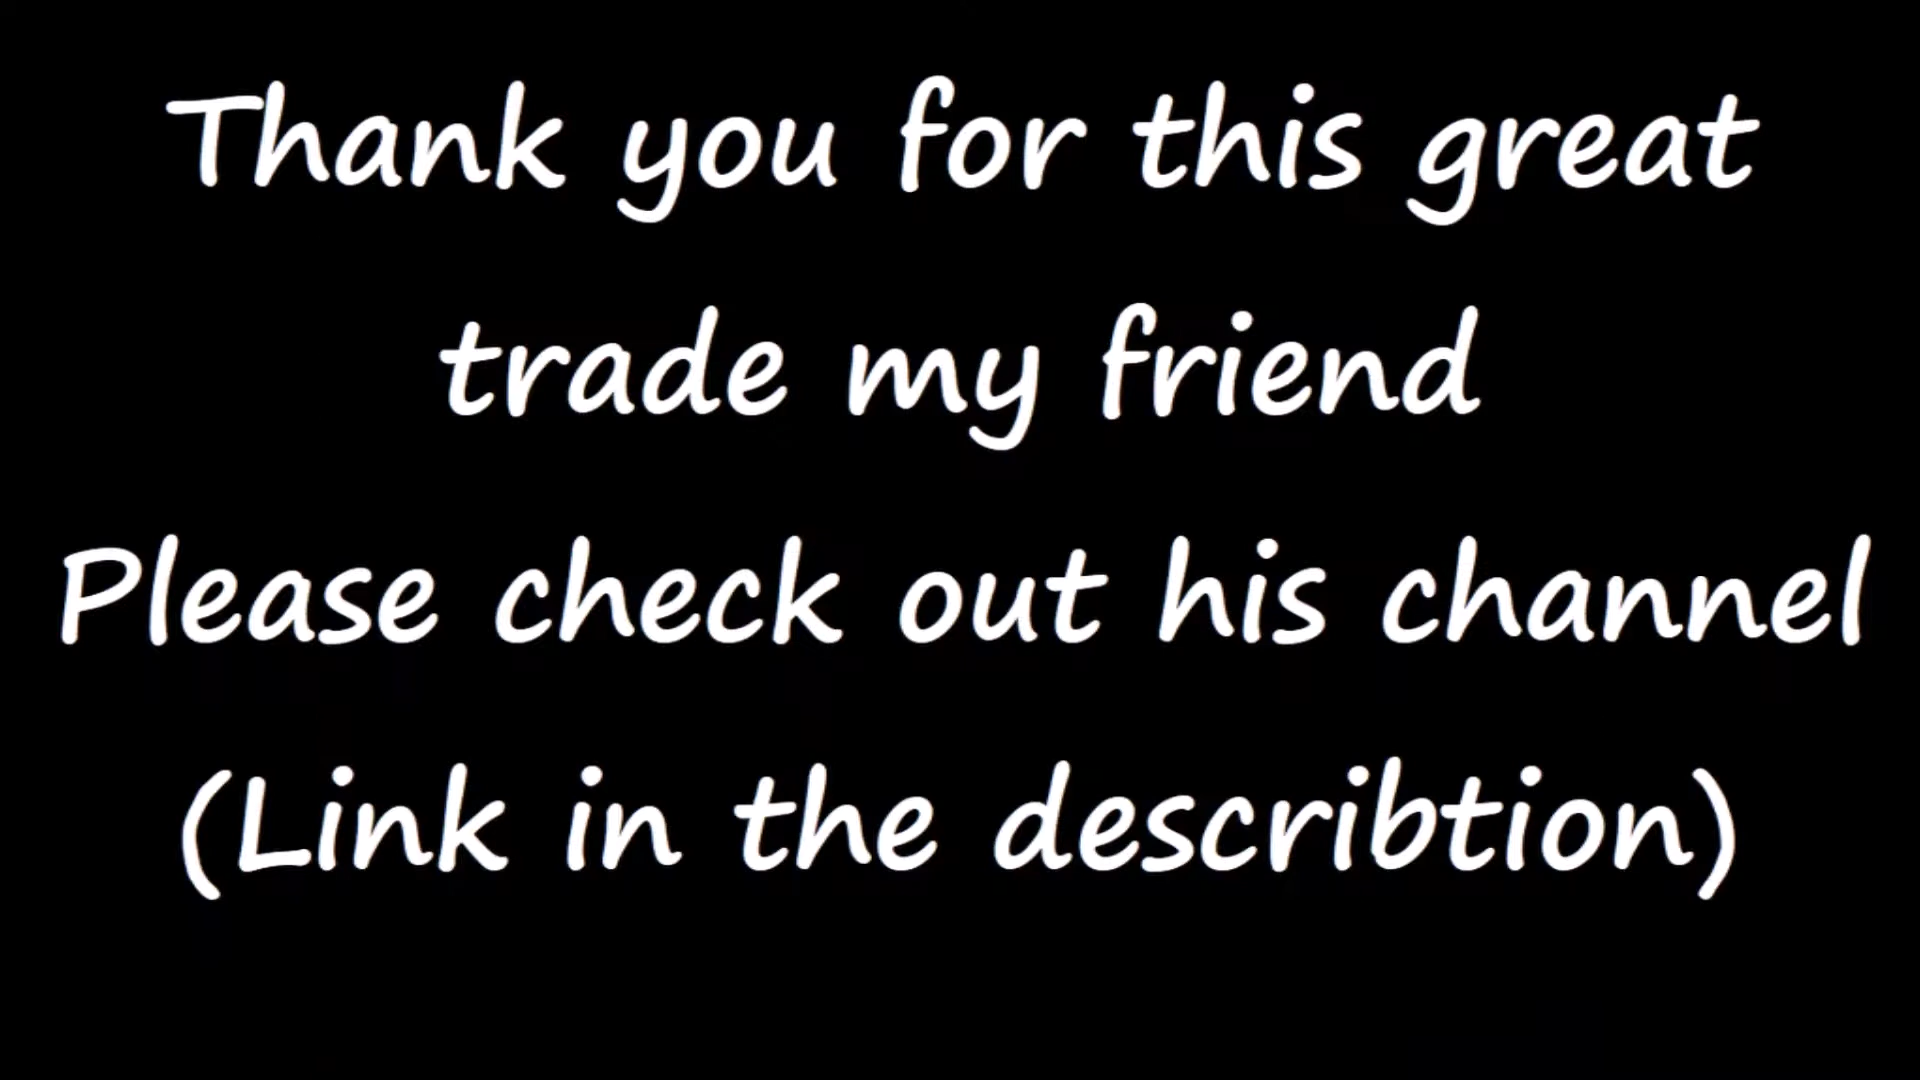 Thank you for this great
trade my friend
Please check out his channel
(Link in the describtion)